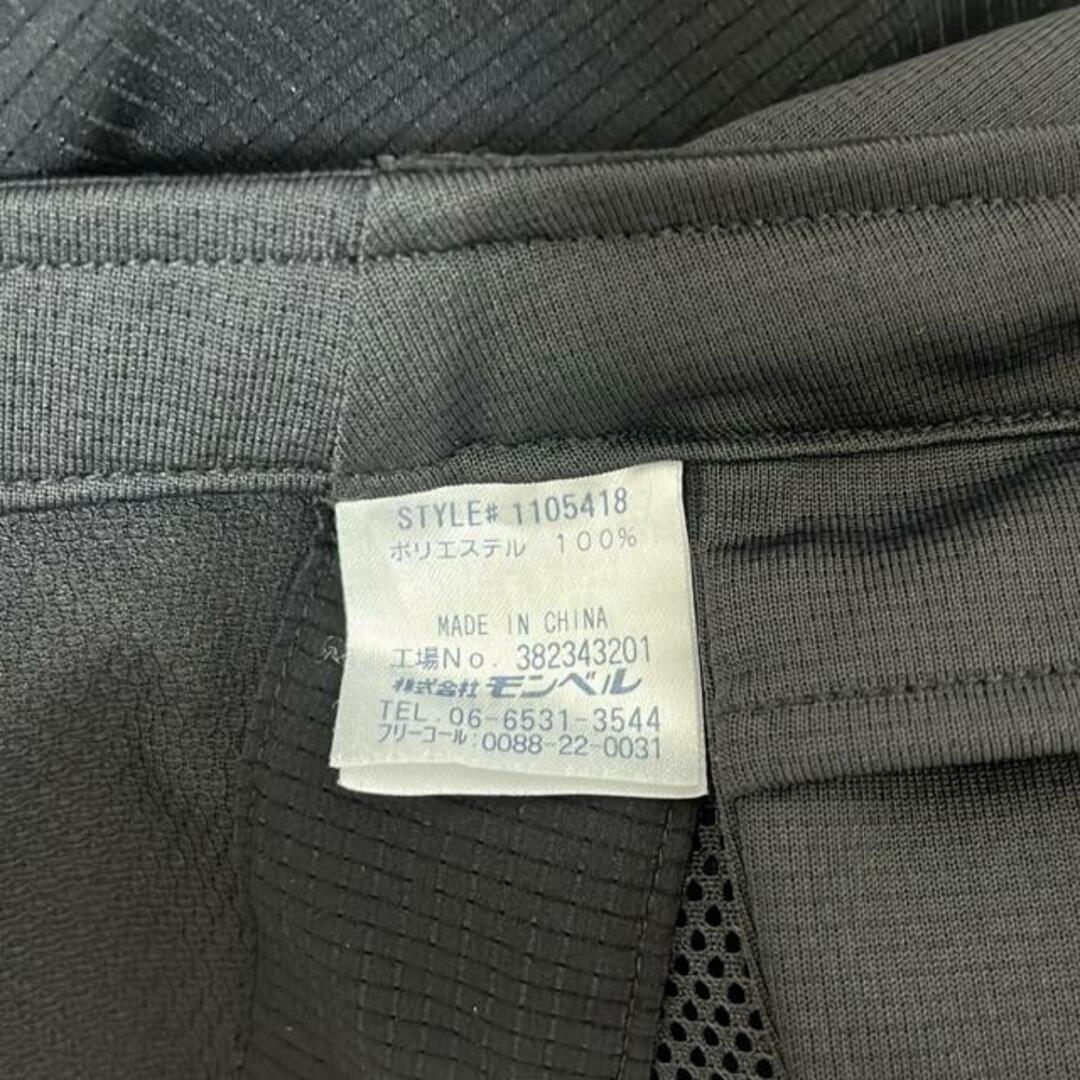 STYLE# 1105418
ポリエステル 100%
MADE IN CHINA
工場No. 382343201
株式会社 モンベル
TEL. 06-6531-3544
フリーコール:0088-22-0031